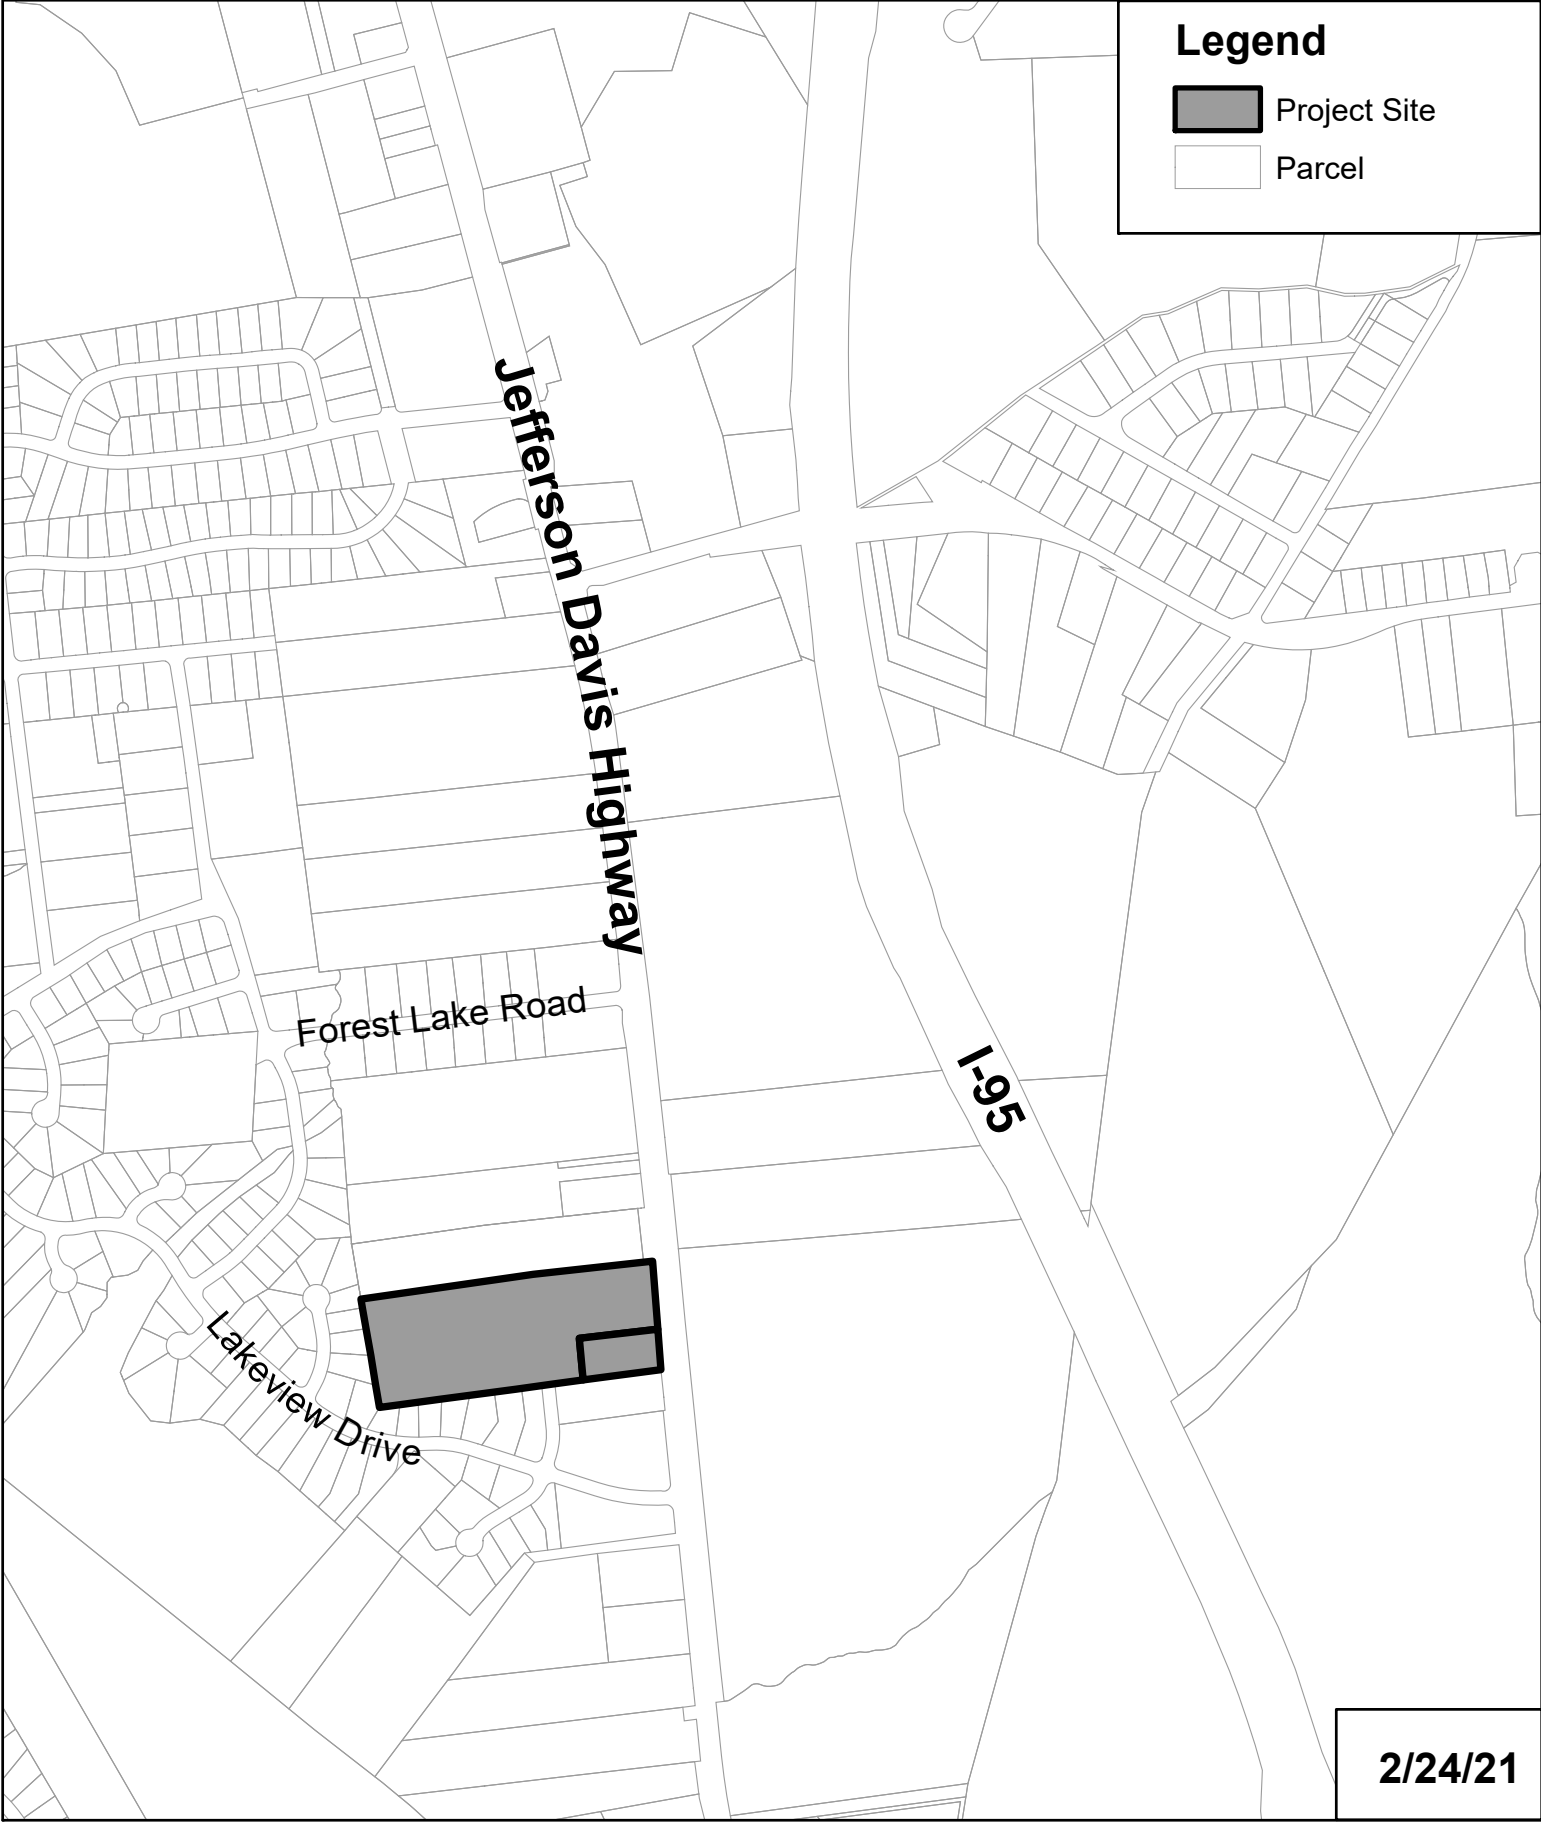 Legend
Project Site
Parcel
Jefferson Davis Highway
Forest Lake Road
I-95
Lakeview Drive
2/24/21